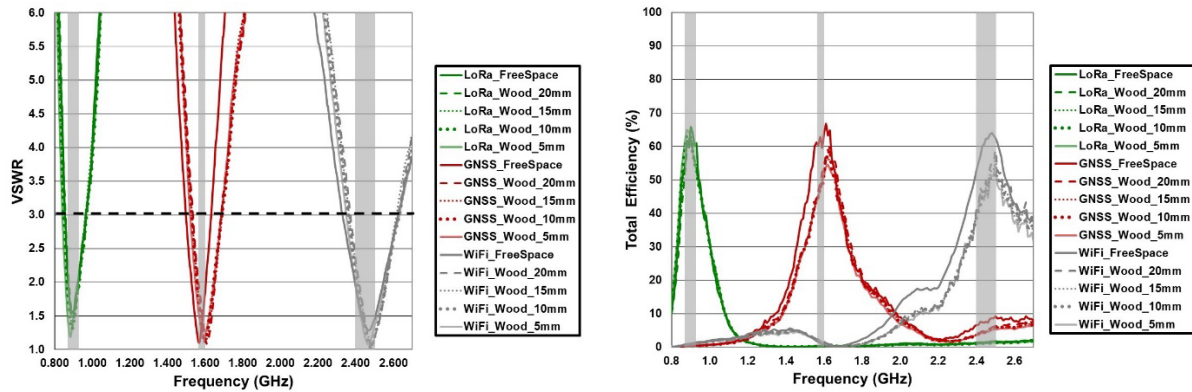 6.0
5.5
5.0
4.5
4.0
3.5
3.0
2.5
2.0
1.5
1.0
VSWR
0.800 1.000 1.200 1.400 1.600 1.800 2.000 2.200 2.400 2.600
Frequency (GHz)
LoRa_FreeSpace
LoRa_Wood_20mm
LoRa_Wood_15mm
LoRa_Wood_10mm
LoRa_Wood_5mm
GNSS_FreeSpace
GNSS_Wood_20mm
GNSS_Wood_15mm
GNSS_Wood_10mm
GNSS_Wood_5mm
WiFi_FreeSpace
WiFi_Wood_20mm
WiFi_Wood_15mm
WiFi_Wood_10mm
WiFi_Wood_5mm
100
90
80
70
60
50
40
30
20
10
0
Total Efficiency (%)
0.8 1.0 1.2 1.4 1.6 1.8 2.0 2.2 2.4 2.6
Frequency (GHz)
LoRa_FreeSpace
LoRa_Wood_20mm
LoRa_Wood_15mm
LoRa_Wood_10mm
LoRa_Wood_5mm
GNSS_FreeSpace
GNSS_Wood_20mm
GNSS_Wood_15mm
GNSS_Wood_10mm
GNSS_Wood_5mm
WiFi_FreeSpace
WiFi_Wood_20mm
WiFi_Wood_15mm
WiFi_Wood_10mm
WiFi_Wood_5mm